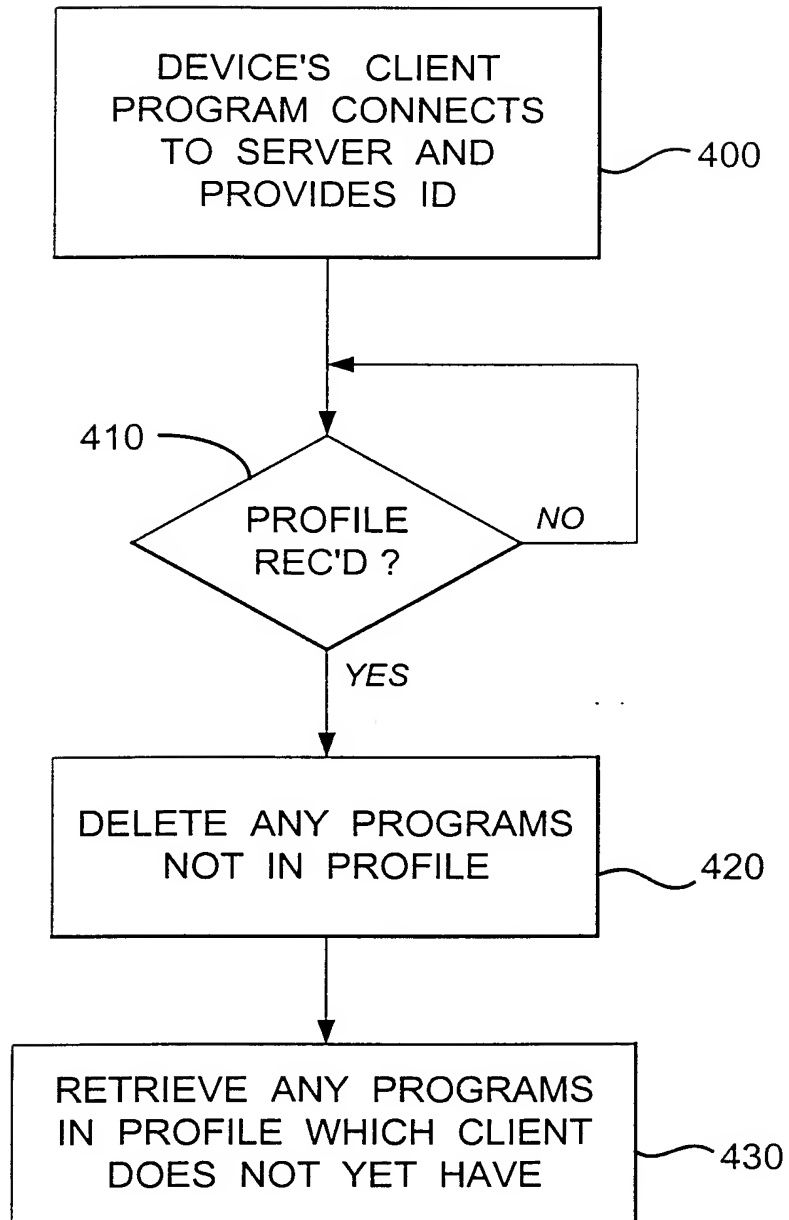 DEVICE'S CLIENT
PROGRAM CONNECTS
TO SERVER AND
PROVIDES ID
400
410
PROFILE
REC'D ?
NO
YES
DELETE ANY PROGRAMS
NOT IN PROFILE
420
RETRIEVE ANY PROGRAMS
IN PROFILE WHICH CLIENT
DOES NOT YET HAVE
430